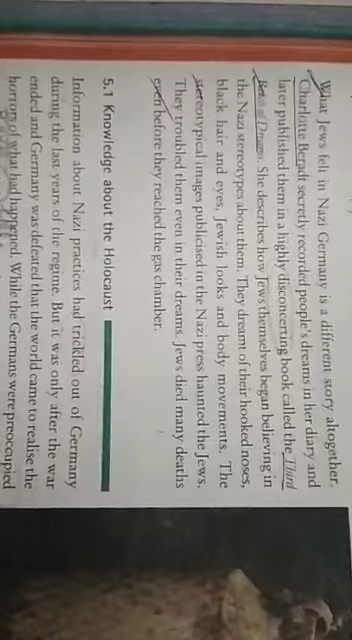 What Jews felt in Nazi Germany is a different story altogether.
Charlotte Beradt secretly recorded people's dreams in her diary and
later published them in a highly disconcerting book called the Third
Reich of Dreams. She describes how Jews themselves began believing in
the Nazi stereotypes about them. They dreamt of their hooked noses,
black hair and eyes, Jewish looks and body movements. The
stereotypical images publicised in the Nazi press haunted the Jews.
They troubled them even in their dreams. Jews died many deaths
even before they reached the gas chamber.
5.1 Knowledge about the Holocaust
Information about Nazi practices had trickled out of Germany
during the last years of the regime. But it was only after the war
ended and Germany was defeated that the world came to realise the
horrors of what had happened. While the Germans were preoccupied